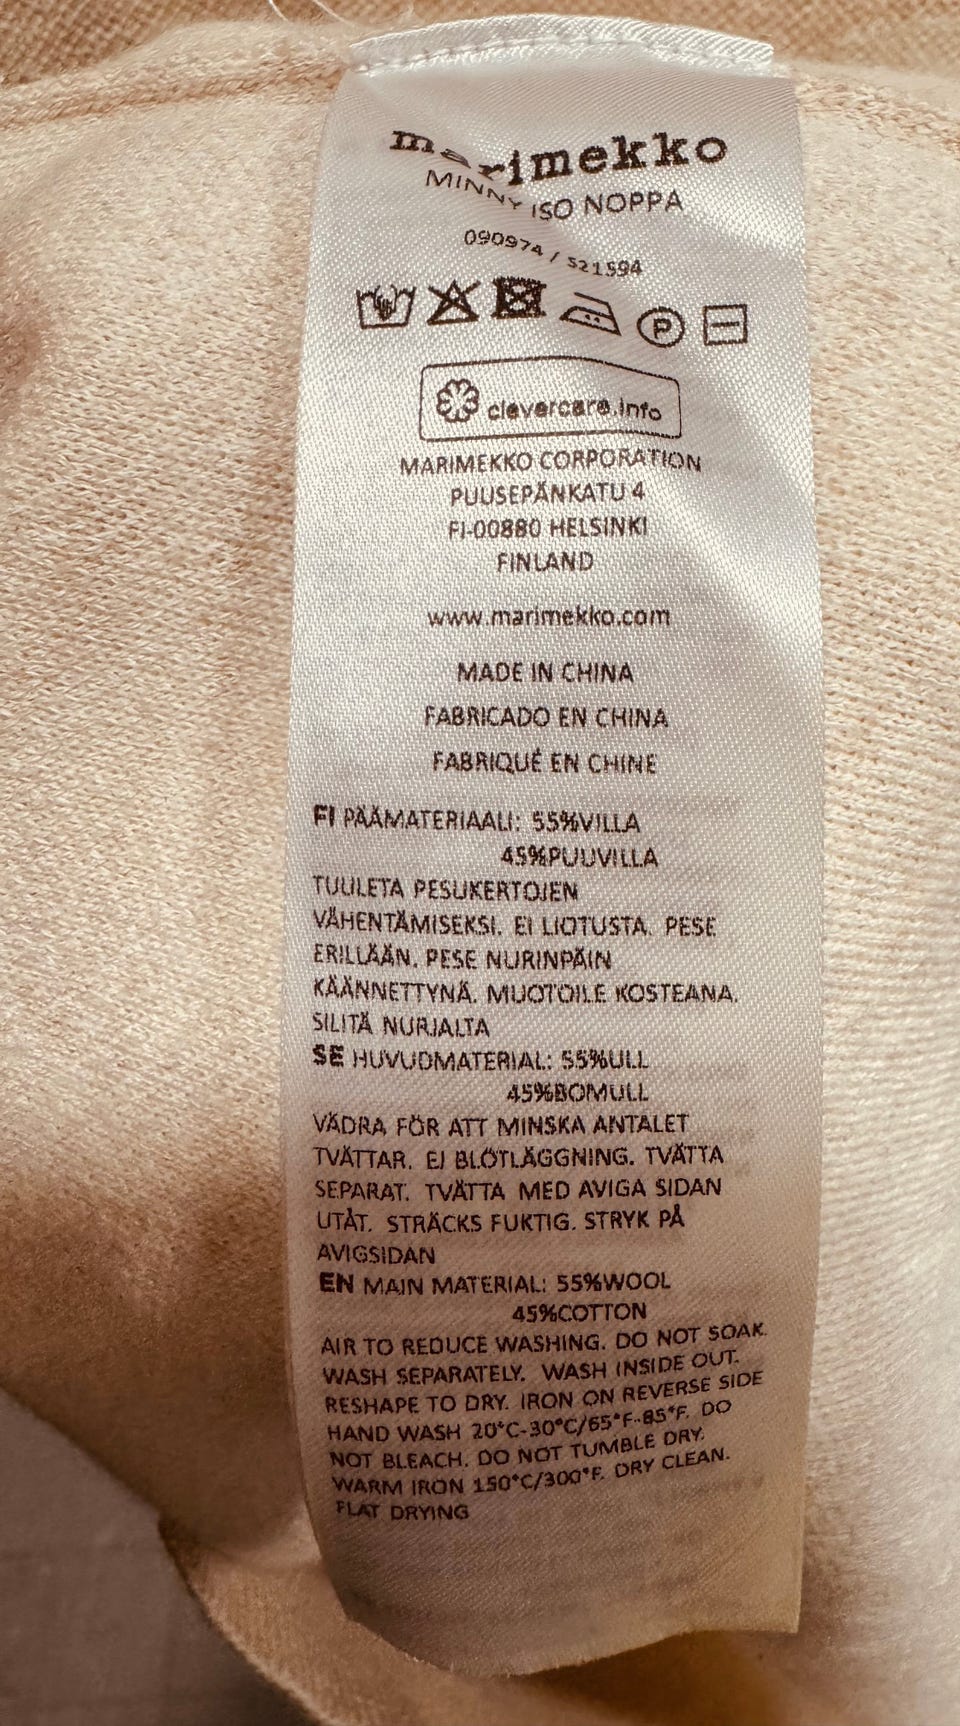 marimekko
MINNY ISO NOPPA
090974 / 521594
P
clevercare.info
MARIMEKKO CORPORATION
PUUSEPÄNKATU 4
FI-00880 HELSINKI
FINLAND
www.marimekko.com
MADE IN CHINA
FABRICADO EN CHINA
FABRIQUÉ EN CHINE
FI PÄÄMATERIAALI: 55%VILLA
45%PUUVILLA
TUULETA PESUKERTOJEN
VÄHENTÄMISEKSI. EI LIOTUSTA. PESE
ERILLÄÄN. PESE NURINPÄIN
KÄÄNNETTYNÄ. MUOTOILE KOSTEANA.
SILITÄ NURJALTA
SE HUVUDMATERIAL: 55%ULL
45%BOMULL
VÄDRA FÖR ATT MINSKA ANTALET
TVÄTTAR. EJ BLÖTLÄGGNING. TVÄTTA
SEPARAT. TVÄTTA MED AVIGA SIDAN
UTÅT. STRÄCKS FUKTIG. STRYK PÅ
AVIGSIDAN
EN MAIN MATERIAL: 55%WOOL
45%COTTON
AIR TO REDUCE WASHING. DO NOT SOAK.
WASH SEPARATELY. WASH INSIDE OUT.
RESHAPE TO DRY. IRON ON REVERSE SIDE
HAND WASH 20°C-30°C/65°F-85°F. DO
NOT BLEACH. DO NOT TUMBLE DRY.
WARM IRON 150°C/300°F. DRY CLEAN.
FLAT DRYING